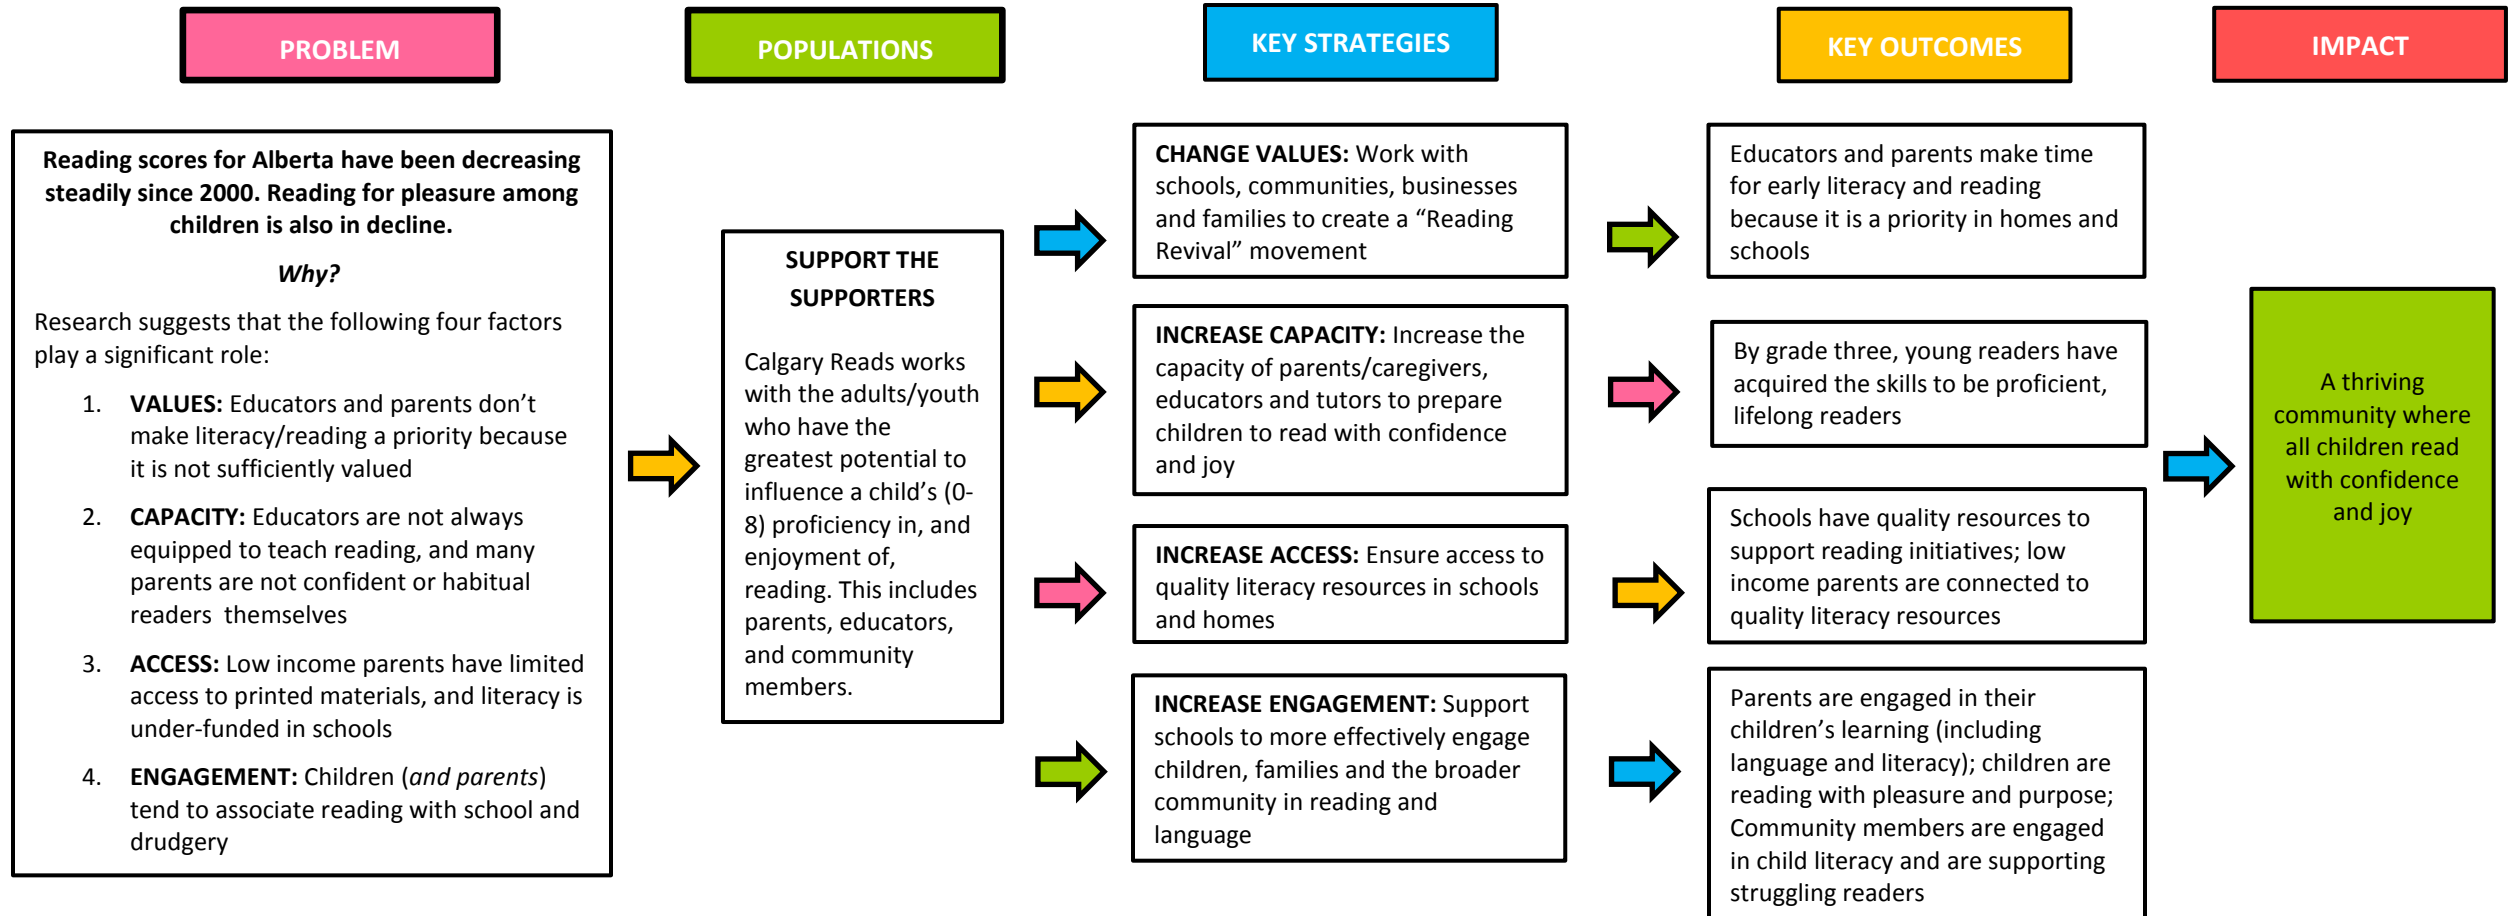 PROBLEM
POPULATIONS
KEY STRATEGIES
KEY OUTCOMES
IMPACT
Reading scores for Alberta have been decreasing
steadily since 2000. Reading for pleasure among
children is also in decline.
Why?
Research suggests that the following four factors
play a significant role:
1. VALUES: Educators and parents don’t
make literacy/reading a priority because
it is not sufficiently valued
2. CAPACITY: Educators are not always
equipped to teach reading, and many
parents are not confident or habitual
readers themselves
3. ACCESS: Low income parents have limited
access to printed materials, and literacy is
under-funded in schools
4. ENGAGEMENT: Children (and parents)
tend to associate reading with school and
drudgery
SUPPORT THE
SUPPORTERS
Calgary Reads works
with the adults/youth
who have the
greatest potential to
influence a child’s (0-
8) proficiency in, and
enjoyment of,
reading. This includes
parents, educators,
and community
members.
CHANGE VALUES: Work with
schools, communities, businesses
and families to create a “Reading
Revival” movement
INCREASE CAPACITY: Increase the
capacity of parents/caregivers,
educators and tutors to prepare
children to read with confidence
and joy
INCREASE ACCESS: Ensure access to
quality literacy resources in schools
and homes
INCREASE ENGAGEMENT: Support
schools to more effectively engage
children, families and the broader
community in reading and
language
Educators and parents make time
for early literacy and reading
because it is a priority in homes and
schools
By grade three, young readers have
acquired the skills to be proficient,
lifelong readers
Schools have quality resources to
support reading initiatives; low
income parents are connected to
quality literacy resources
Parents are engaged in their
children’s learning (including
language and literacy); children are
reading with pleasure and purpose;
Community members are engaged
in child literacy and are supporting
struggling readers
A thriving
community where
all children read
with confidence
and joy